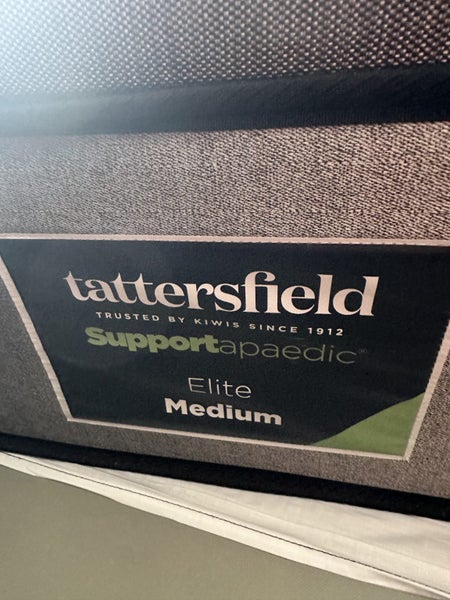 tattersfield
TRUSTED BY KIWIS SINCE 1912
Supportapaedic®
Elite
Medium